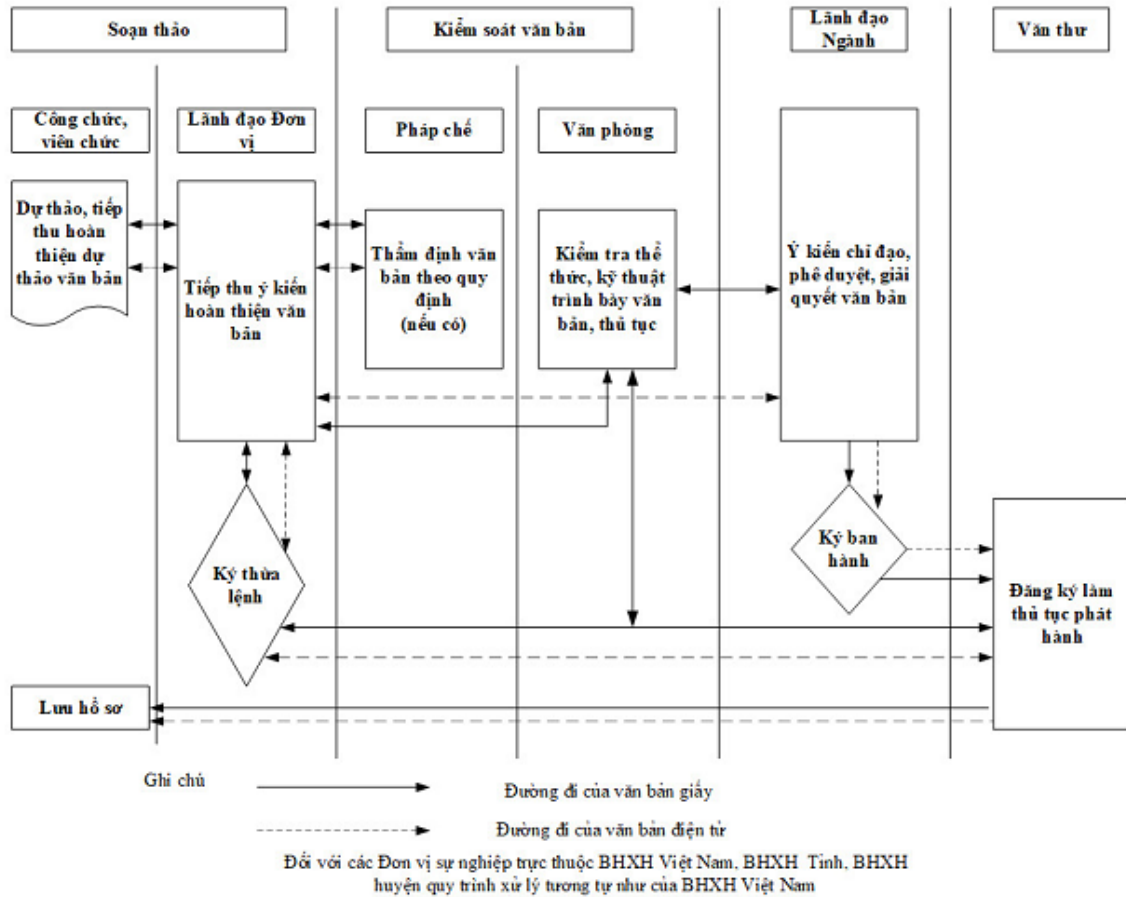 Soạn thảo
Kiểm soát văn bản
Lãnh đạo
Ngành
Văn thư
Công chức,
viên chức
Lãnh đạo Đơn
vị
Pháp chế
Văn phòng
Dự thảo, tiếp
thu hoàn
thiện dự
thảo văn bản
Tiếp thu ý kiến
hoàn thiện văn
bản
Thẩm định văn
bản theo quy
định
(nếu có)
Kiểm tra thể
thức, kỹ thuật
trình bày văn
bản, thủ tục
Ý kiến chỉ đạo,
phê duyệt, giải
quyết văn bản
Ký thừa
lệnh
Ký ban
hành
Đăng ký làm
thủ tục phát
hành
Lưu hồ sơ
Ghi chú
Đường đi của văn bản giấy
Đường đi của văn bản điện tử
Đối với các Đơn vị sự nghiệp trực thuộc BHXH Việt Nam, BHXH Tỉnh, BHXH
huyện quy trình xử lý tương tự như của BHXH Việt Nam